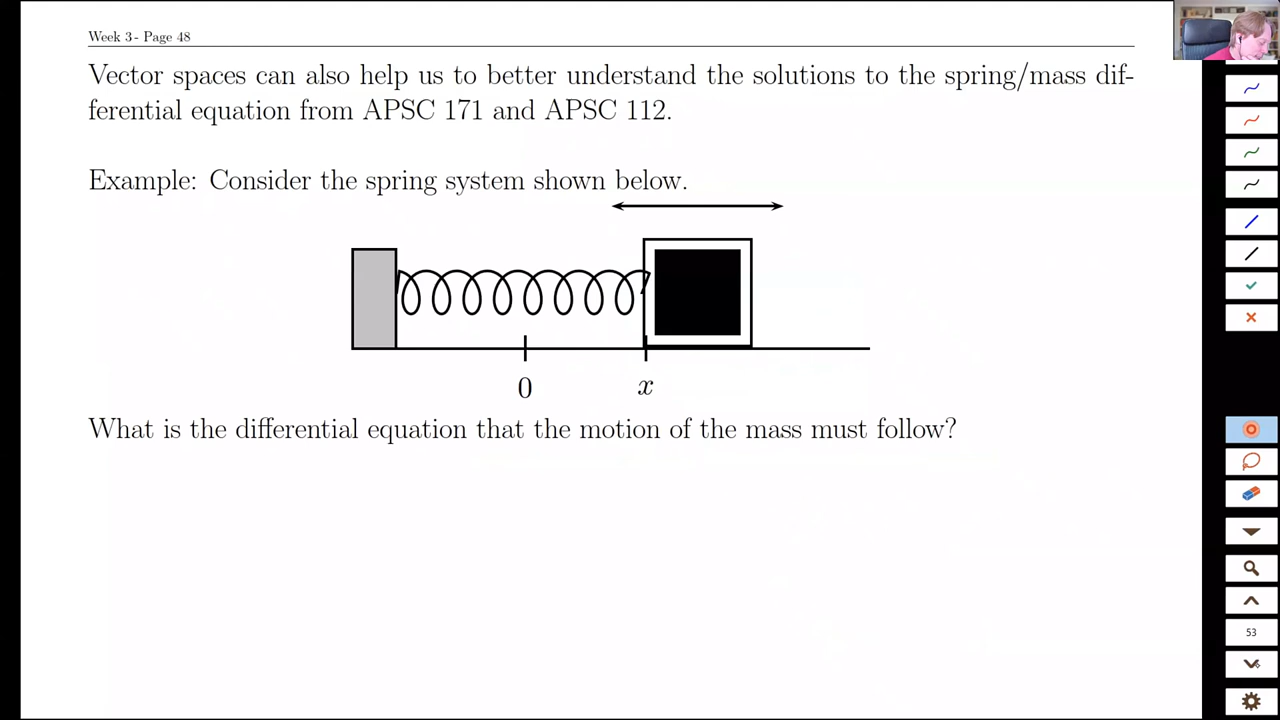 Week 3 - Page 48
Vector spaces can also help us to better understand the solutions to the spring/mass dif-
ferential equation from APSC 171 and APSC 112.
Example: Consider the spring system shown below.
0
x
What is the differential equation that the motion of the mass must follow?
53